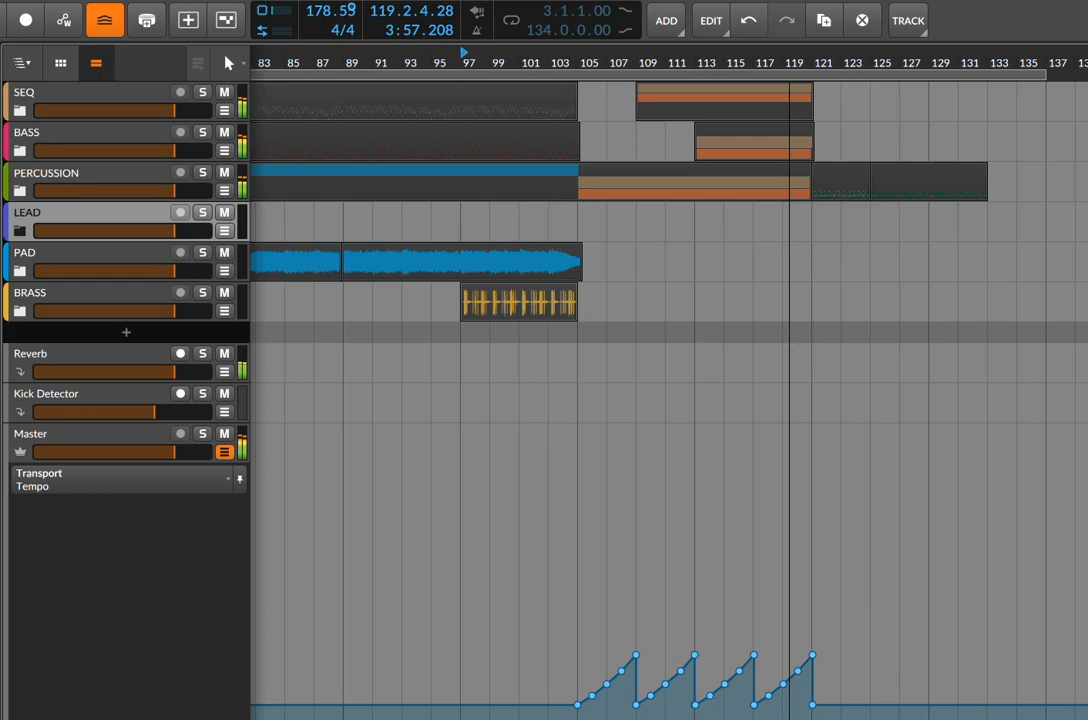 178.59 119.2.4.28 3.1.1.00
4/4 3:57.208 134.0.0.00
ADD EDIT TRACK
83 85 87 89 91 93 95 97 99 101 103 105 107 109 111 113 115 117 119 121 123 125 127 129 131 133 135 137
SEQ S M
BASS S M
PERCUSSION S M
LEAD S M
PAD S M
BRASS S M
+
Reverb S M
Kick Detector S M
Master S M
Transport
Tempo